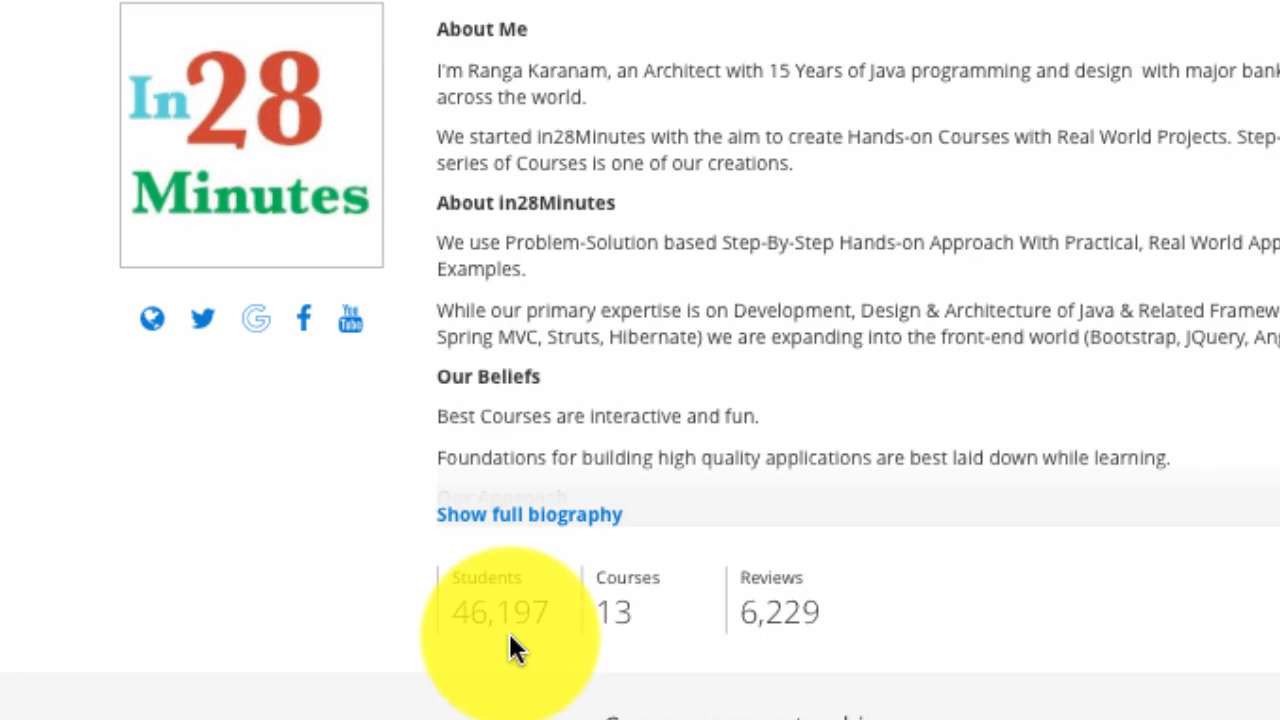 In28
Minutes
You
Tube
About Me
I'm Ranga Karanam, an Architect with 15 Years of Java programming and design with major bank
across the world.
We started in28Minutes with the aim to create Hands-on Courses with Real World Projects. Step-
series of Courses is one of our creations.
About in28Minutes
We use Problem-Solution based Step-By-Step Hands-on Approach With Practical, Real World App
Examples.
While our primary expertise is on Development, Design & Architecture of Java & Related Framew
Spring MVC, Struts, Hibernate) we are expanding into the front-end world (Bootstrap, JQuery, An
Our Beliefs
Best Courses are interactive and fun.
Foundations for building high quality applications are best laid down while learning.
Our Approach
Show full biography
Students Courses Reviews
46,197 13 6,229